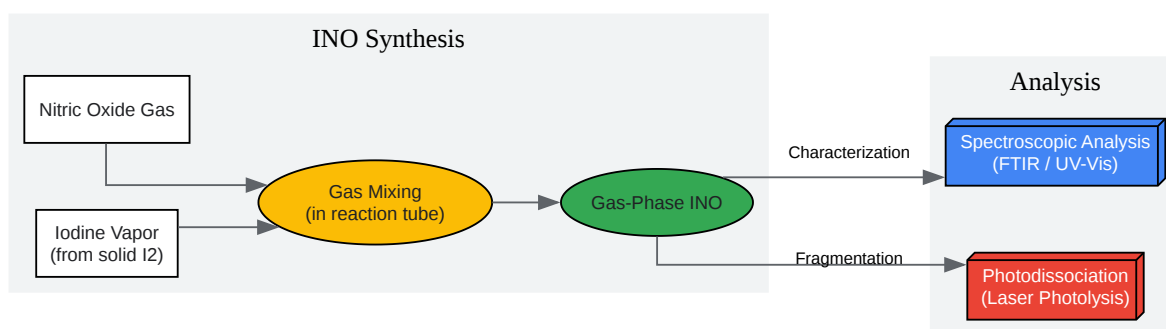 INO Synthesis
Nitric Oxide Gas
Iodine Vapor
(from solid I2)
Gas Mixing
(in reaction tube)
Gas-Phase INO
Characterization
Fragmentation
Analysis
Spectroscopic Analysis
(FTIR / UV-Vis)
Photodissociation
(Laser Photolysis)